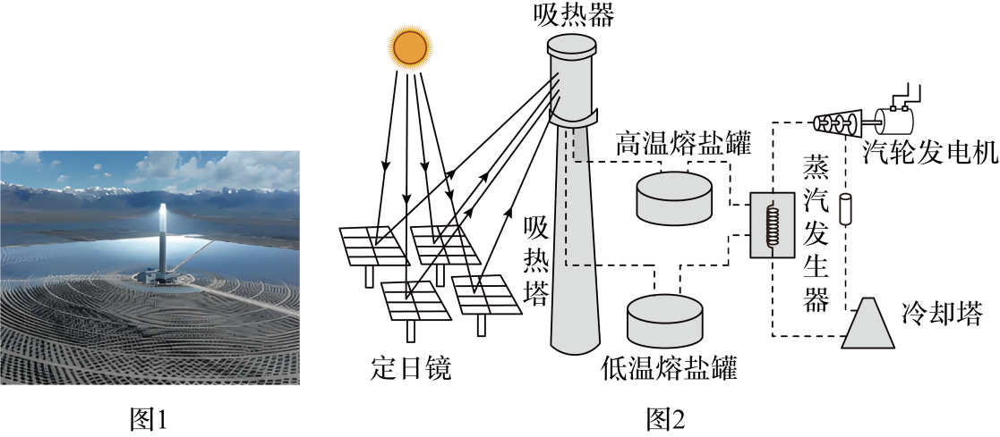 吸热器
高温熔盐罐
汽轮发电机
蒸汽发生器
吸热塔
冷却塔
定日镜
低温熔盐罐
图1
图2